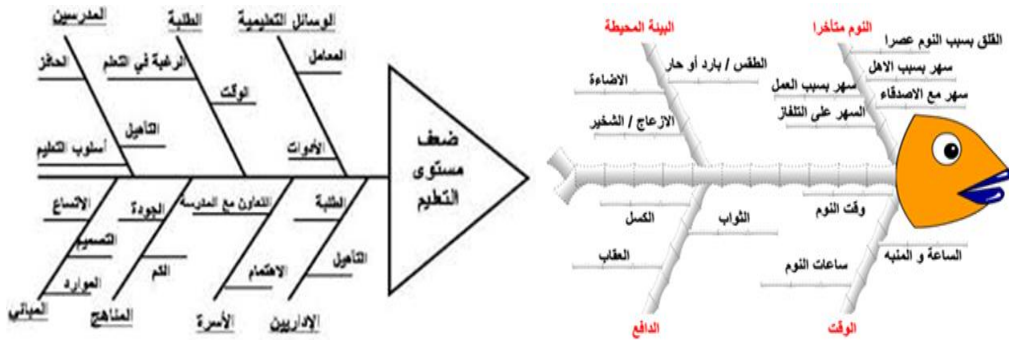 المدرسين
الطلبة
الوسائل التعليمية
الحافز
الرغبة في التعلم
المعامل
الوقت
التأهيل
أسلوب التعليم
الأدوات
ضعف
مستوى
التعليم
الاتساع
الجودة
التعاون مع المدرسة
الطلبة
التصميم
الكم
الاهتمام
التأهيل
الموارد
المباني
المناهج
الأسرة
الإداريين
البيئة المحيطة
النوم متأخرا
القلق بسبب النوم عصرا
الطقس / بارد أو حار
سهر بسبب الاهل
الاضاءة
سهر بسبب العمل
سهر مع الاصدقاء
الازعاج / الشخير
السهر على التلفاز
الكسل
الثواب
وقت النوم
العقاب
ساعات النوم
الساعة و المنبه
الدافع
الوقت